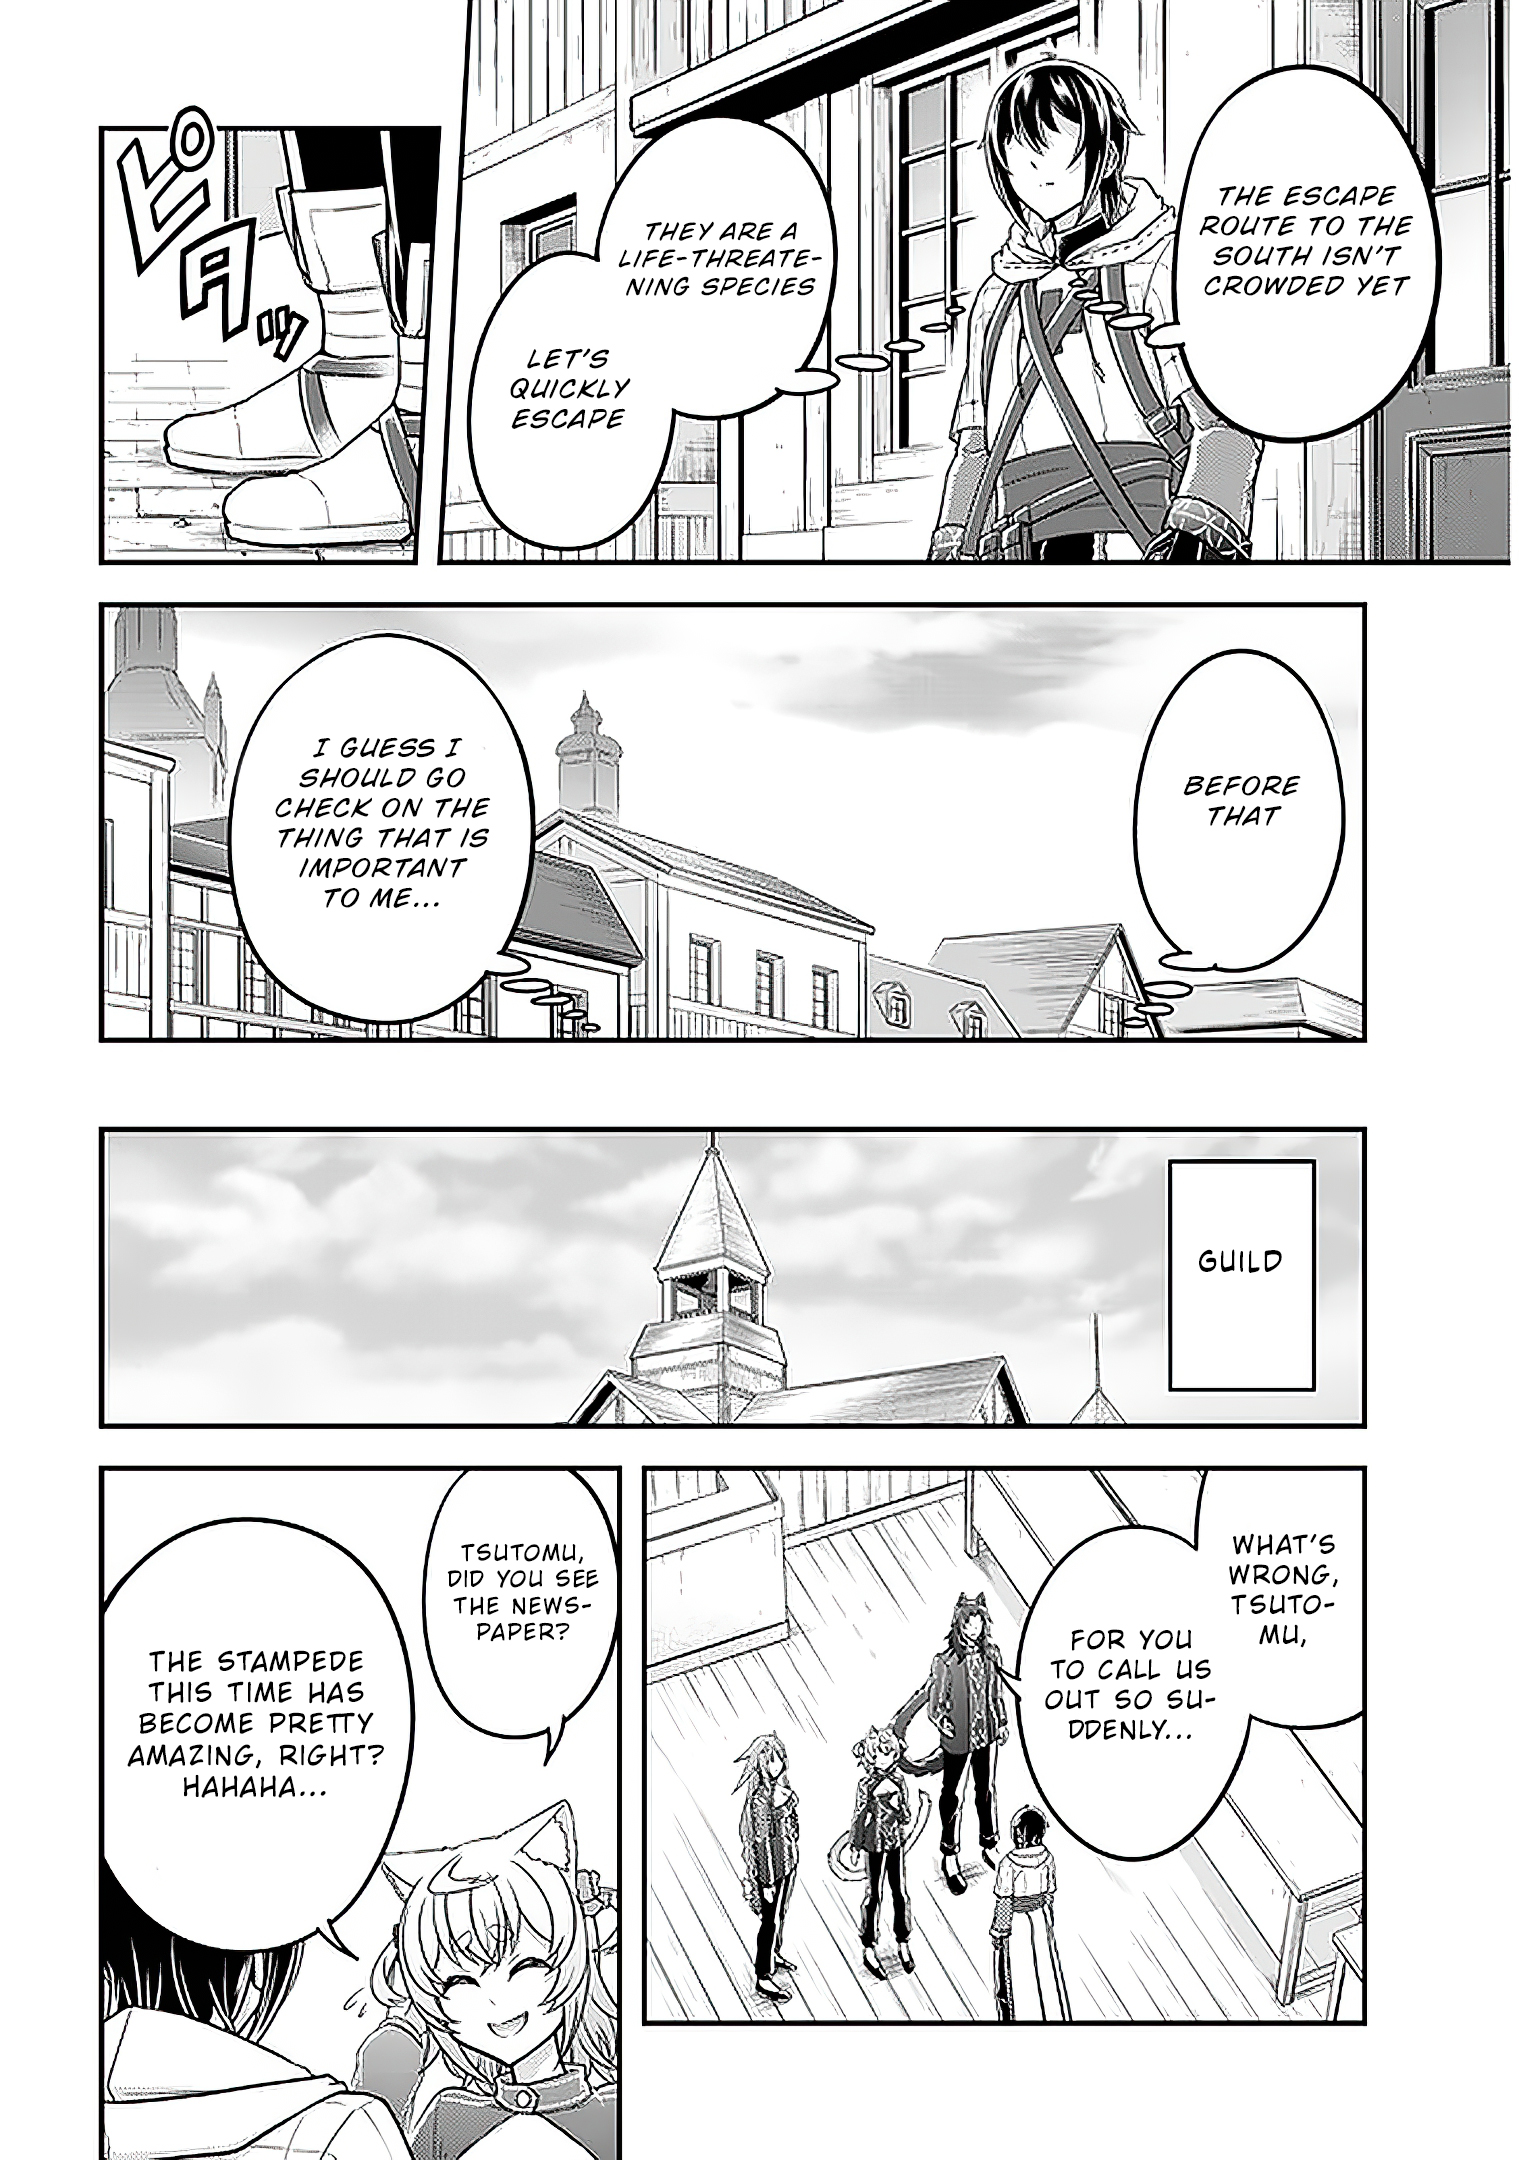 THE ESCAPE
ROUTE TO THE
SOUTH ISN'T
CROWDED YET
THEY ARE A
LIFE-THREATE-
NING SPECIES
LET'S
QUICKLY
ESCAPE
ピタッ
BEFORE
THAT
I GUESS I
SHOULD GO
CHECK ON THE
THING THAT IS
IMPORTANT
TO ME...
GUILD
WHAT'S
WRONG,
TSUTO-
MU,
FOR YOU
TO CALL US
OUT SO SU-
DDENLY...
TSUTOMU,
DID YOU SEE
THE NEWS-
PAPER?
THE STAMPEDE
THIS TIME HAS
BECOME PRETTY
AMAZING, RIGHT?
HAHAHA...